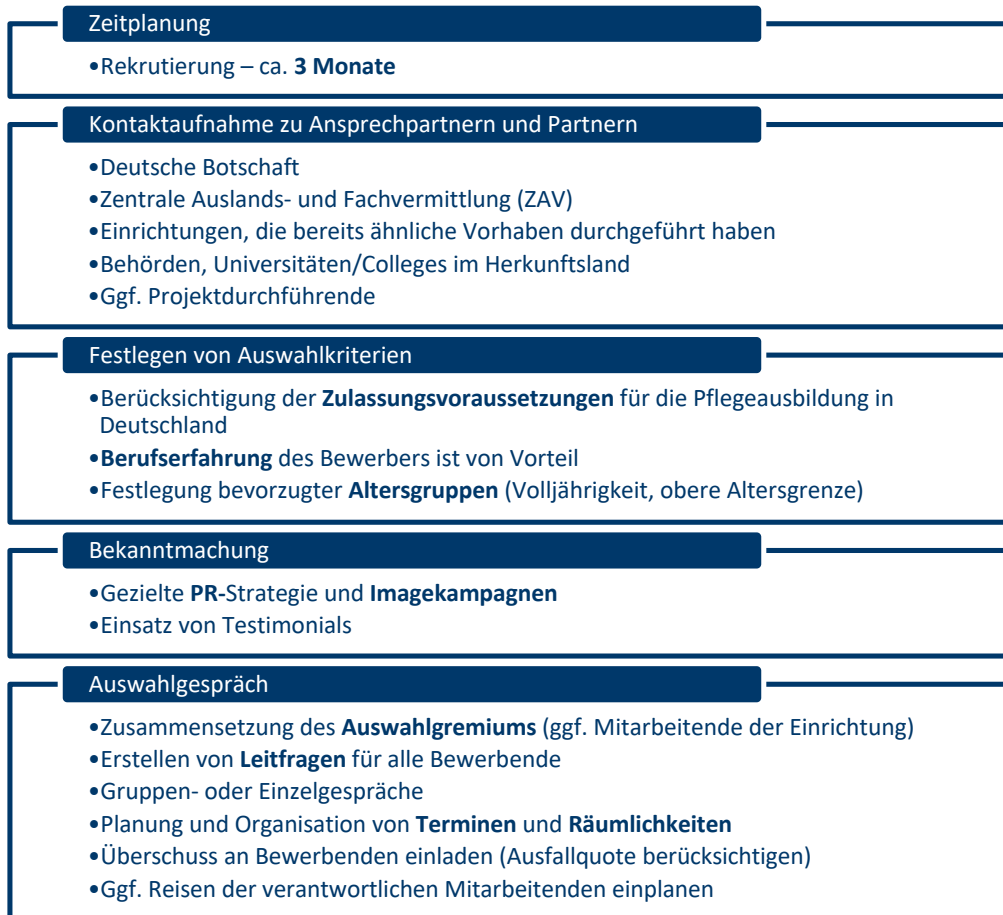 Zeitplanung
•Rekrutierung – ca. 3 Monate
Kontaktaufnahme zu Ansprechpartnern und Partnern
•Deutsche Botschaft
•Zentrale Auslands- und Fachvermittlung (ZAV)
•Einrichtungen, die bereits ähnliche Vorhaben durchgeführt haben
•Behörden, Universitäten/Colleges im Herkunftsland
•Ggf. Projektdurchführende
Festlegen von Auswahlkriterien
•Berücksichtigung der Zulassungsvoraussetzungen für die Pflegeausbildung in
Deutschland
•Berufserfahrung des Bewerbers ist von Vorteil
•Festlegung bevorzugter Altersgruppen (Volljährigkeit, obere Altersgrenze)
Bekanntmachung
•Gezielte PR-Strategie und Imagekampagnen
•Einsatz von Testimonials
Auswahlgespräch
•Zusammensetzung des Auswahlgremiums (ggf. Mitarbeitende der Einrichtung)
•Erstellen von Leitfragen für alle Bewerbende
•Gruppen- oder Einzelgespräche
•Planung und Organisation von Terminen und Räumlichkeiten
•Überschuss an Bewerbenden einladen (Ausfallquote berücksichtigen)
•Ggf. Reisen der verantwortlichen Mitarbeitenden einplanen